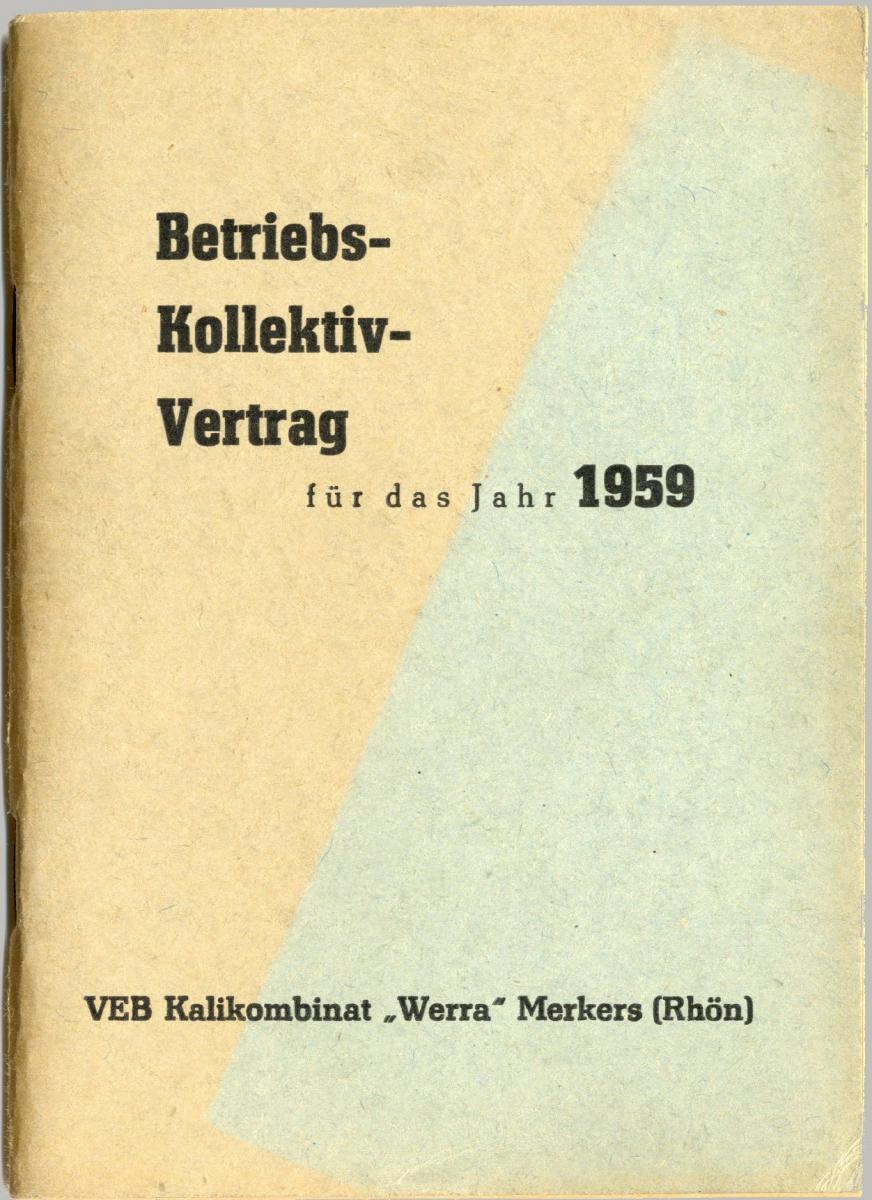 Betriebs-
Kollektiv-
Vertrag
für das Jahr 1959
VEB Kalikombinat „Werra“ Merkers (Rhön)